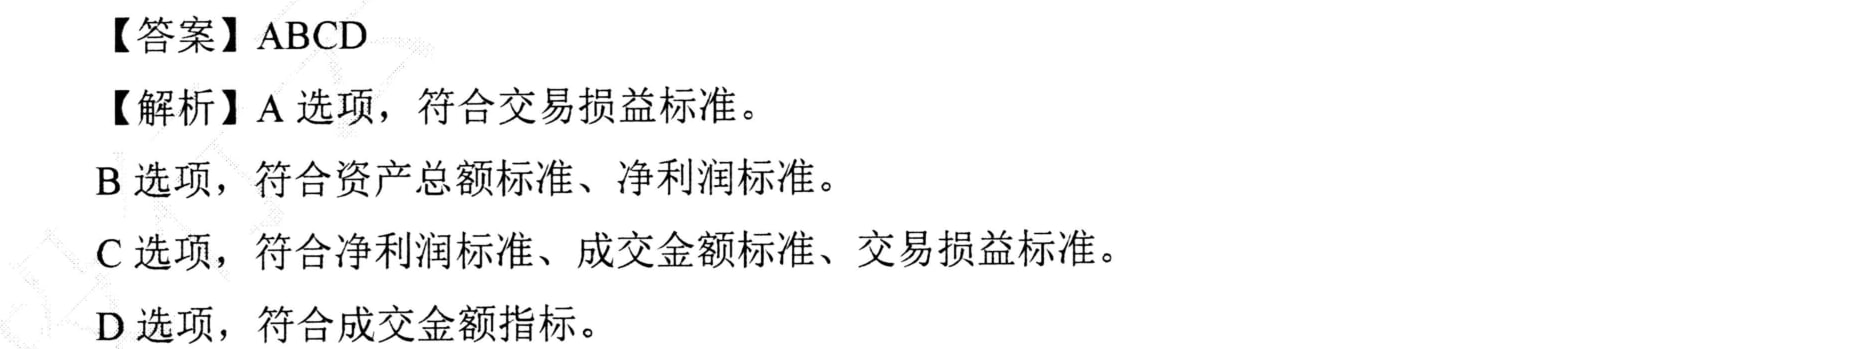 【答案】ABCD
【解析】A 选项，符合交易损益标准。
B 选项，符合资产总额标准、净利润标准。
C 选项，符合净利润标准、成交金额标准、交易损益标准。
D 选项，符合成交金额指标。